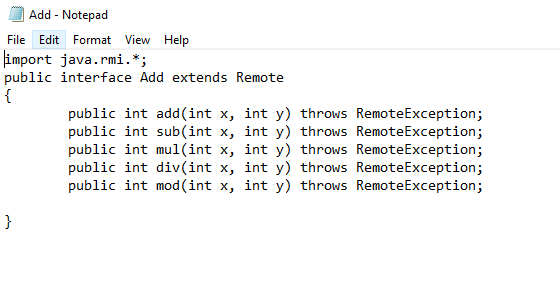 Add - Notepad
File Edit Format View Help
import java.rmi.*;
public interface Add extends Remote
{
        public int add(int x, int y) throws RemoteException;
        public int sub(int x, int y) throws RemoteException;
        public int mul(int x, int y) throws RemoteException;
        public int div(int x, int y) throws RemoteException;
        public int mod(int x, int y) throws RemoteException;

}